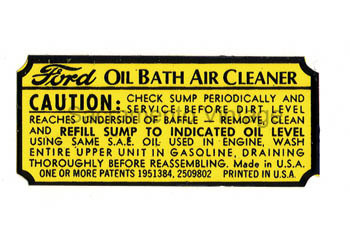 Ford OIL BATH AIR CLEANER
CAUTION: CHECK SUMP PERIODICALLY AND
SERVICE BEFORE DIRT LEVEL
REACHES UNDERSIDE OF BAFFLE - REMOVE, CLEAN
AND REFILL SUMP TO INDICATED OIL LEVEL
USING SAME S.A.E. OIL USED IN ENGINE, WASH
ENTIRE UPPER UNIT IN GASOLINE, DRAINING
THOROUGHLY BEFORE REASSEMBLING. Made in U.S.A.
ONE OR MORE PATENTS 1951384, 2509802 PRINTED IN U.S.A.